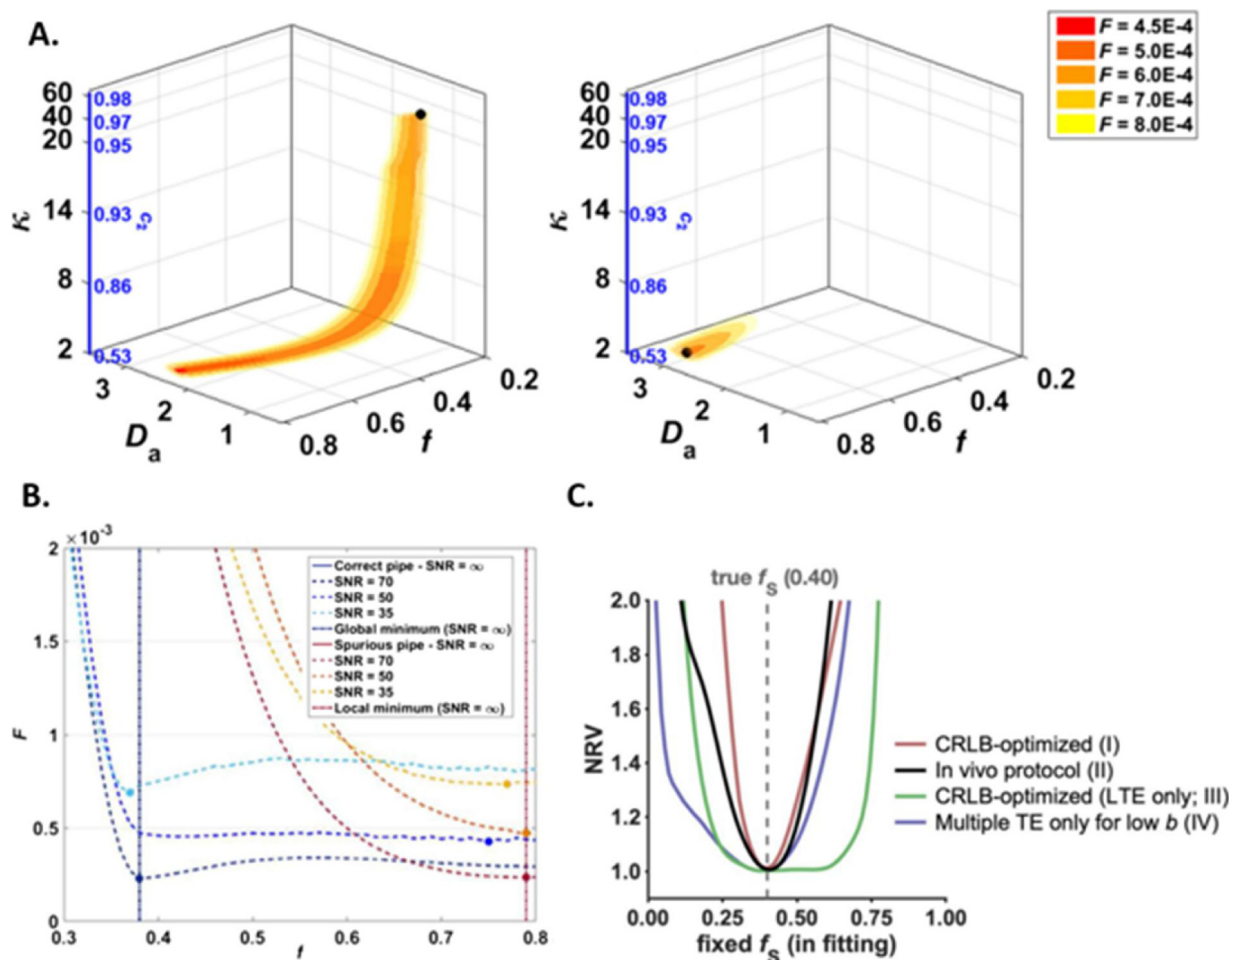 A.
F = 4.5E-4
F = 5.0E-4
F = 6.0E-4
F = 7.0E-4
F = 8.0E-4
60
40
20
14
8
2
κ
0.98
0.97
0.95
0.93
0.86
0.53
c2
3
2
1
Da
0.8
0.6
0.4
0.2
f
60
40
20
14
8
2
κ
0.98
0.97
0.95
0.93
0.86
0.53
c2
3
2
1
Da
0.8
0.6
0.4
0.2
f
B.
×10-3
2
1.5
1
0.5
0
F
Correct pipe - SNR = ∞
SNR = 70
SNR = 50
SNR = 35
Global minimum (SNR = ∞)
Spurious pipe - SNR = ∞
SNR = 70
SNR = 50
SNR = 35
Local minimum (SNR = ∞)
0.3 0.4 0.5 0.6 0.7 0.8
f
C.
true fS (0.40)
2.0
1.8
1.6
1.4
1.2
1.0
NRV
CRLB-optimized (I)
In vivo protocol (II)
CRLB-optimized (LTE only; III)
Multiple TE only for low b (IV)
0.00 0.25 0.50 0.75 1.00
fixed fS (in fitting)